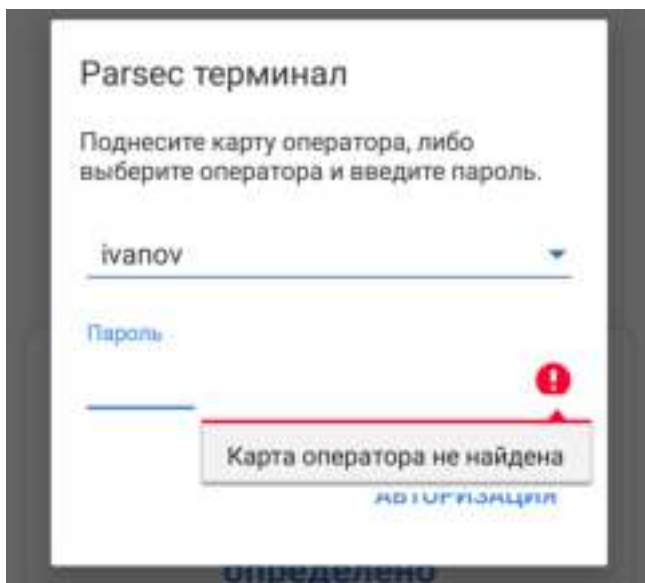 Parsec терминал
Поднесите карту оператора, либо
выберите оператора и введите пароль.
ivanov
Пароль
Карта оператора не найдена
АВТОРИЗАЦИЯ
определено